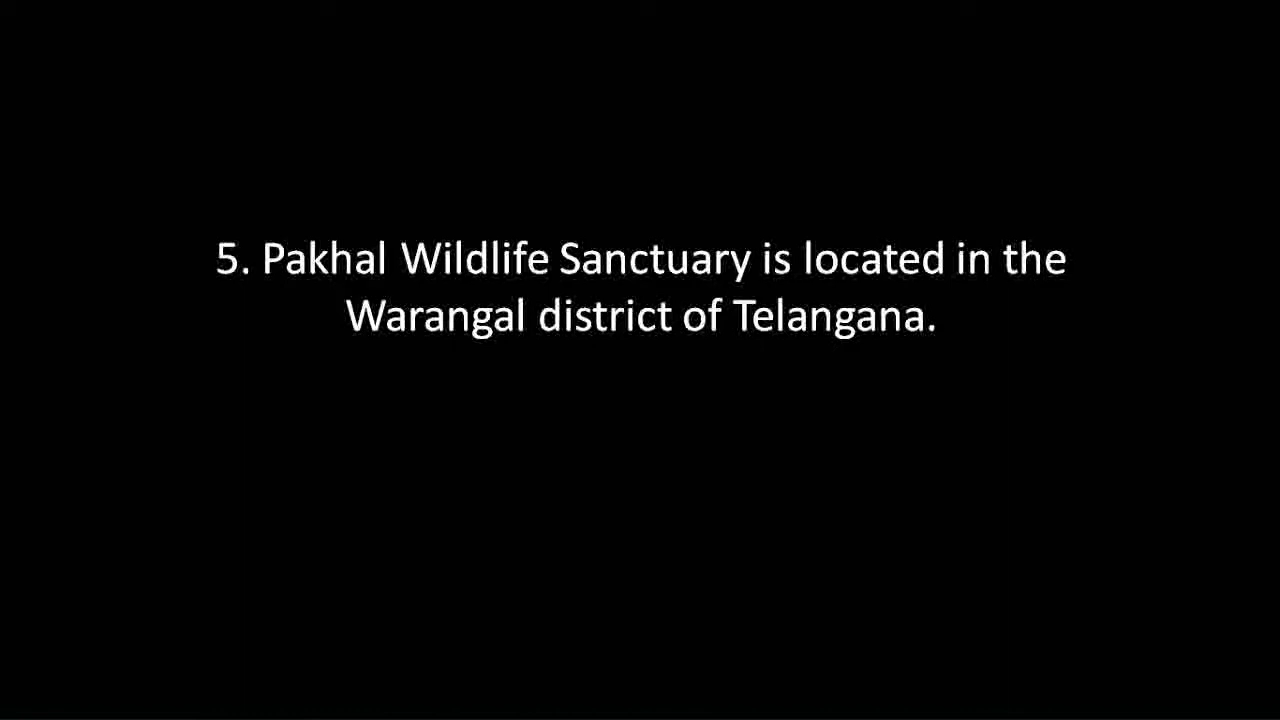 5. Pakhal Wildlife Sanctuary is located in the
Warangal district of Telangana.